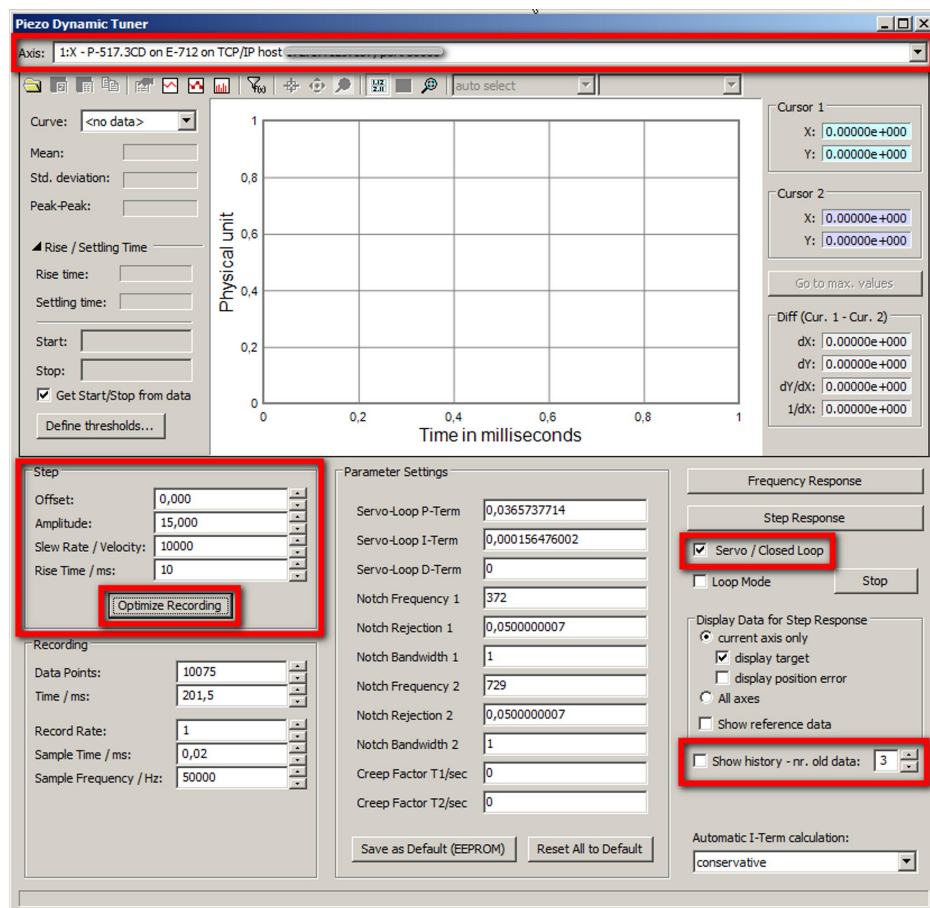 Piezo Dynamic Tuner
Axis: 1:X - P-517.3CD on E-712 on TCP/IP host
auto select
Curve: <no data>
Mean:
Std. deviation:
Peak-Peak:
Rise / Settling Time
Rise time:
Settling time:
Start:
Stop:
Get Start/Stop from data
Define thresholds...
Physical unit
1
0,8
0,6
0,4
0,2
0
0 0,2 0,4 0,6 0,8 1
Time in milliseconds
Cursor 1
X: 0.00000e+000
Y: 0.00000e+000
Cursor 2
X: 0.00000e+000
Y: 0.00000e+000
Go to max. values
Diff (Cur. 1 - Cur. 2)
dX: 0.00000e+000
dY: 0.00000e+000
dY/dX: 0.00000e+000
1/dX: 0.00000e+000
Step
Offset: 0,000
Amplitude: 15,000
Slew Rate / Velocity: 10000
Rise Time / ms: 10
Optimize Recording
Recording
Data Points: 10075
Time / ms: 201,5
Record Rate: 1
Sample Time / ms: 0,02
Sample Frequency / Hz: 50000
Parameter Settings
Servo-Loop P-Term 0,0365737714
Servo-Loop I-Term 0,000156476002
Servo-Loop D-Term 0
Notch Frequency 1 372
Notch Rejection 1 0,0500000007
Notch Bandwidth 1 1
Notch Frequency 2 729
Notch Rejection 2 0,0500000007
Notch Bandwidth 2 1
Creep Factor T1/sec 0
Creep Factor T2/sec 0
Save as Default (EEPROM) Reset All to Default
Frequency Response
Step Response
Servo / Closed Loop
Loop Mode Stop
Display Data for Step Response
current axis only
display target
display position error
All axes
Show reference data
Show history - nr. old data: 3
Automatic I-Term calculation:
conservative